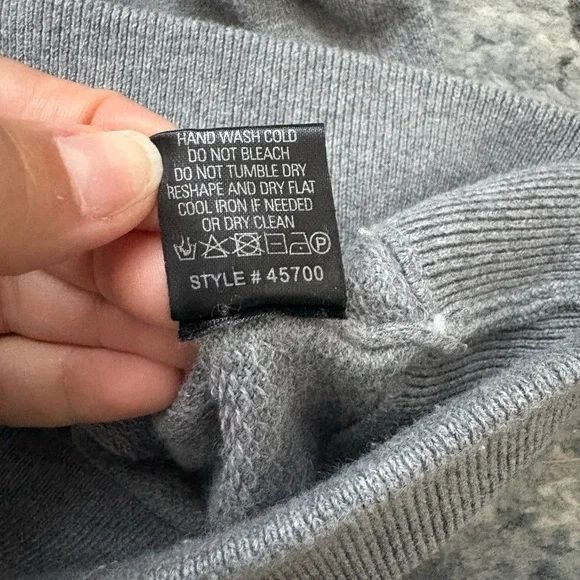 HAND WASH COLD
DO NOT BLEACH
DO NOT TUMBLE DRY
RESHAPE AND DRY FLAT
COOL IRON IF NEEDED
OR DRY CLEAN
P
STYLE # 45700